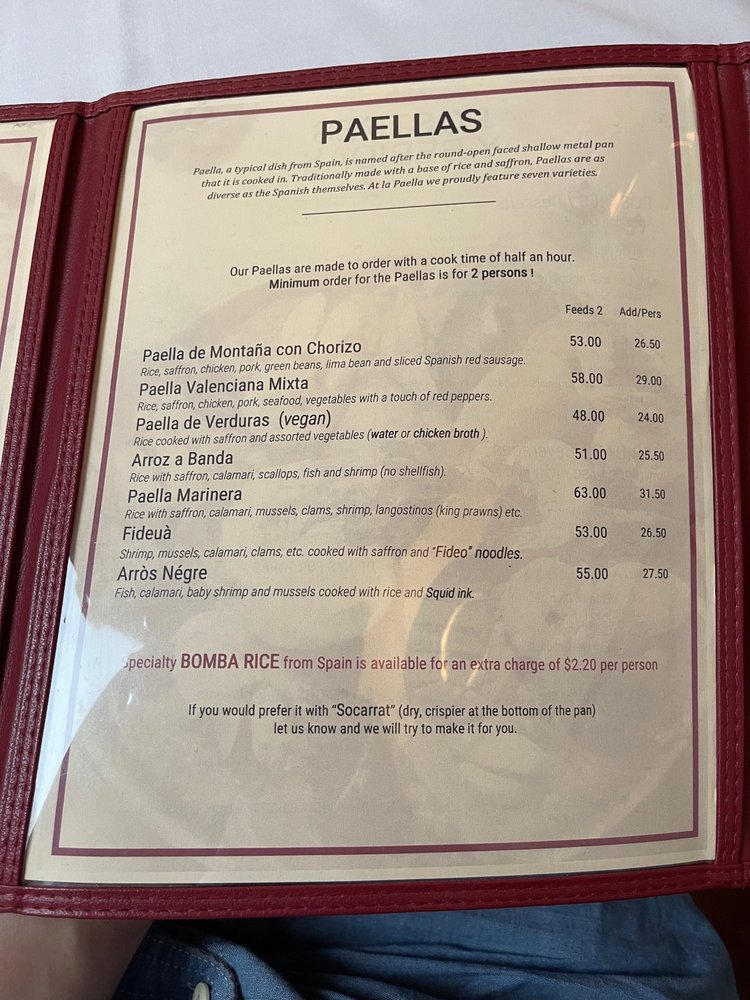 PAELLAS
Paella, a typical dish from Spain, is named after the round-open faced shallow metal pan
that it is cooked in. Traditionally made with a base of rice and saffron, Paellas are as
diverse as the Spanish themselves. At la Paella we proudly feature seven varieties.
Our Paellas are made to order with a cook time of half an hour.
Minimum order for the Paellas is for 2 persons !
Feeds 2 Add/Pers
Paella de Montaña con Chorizo 53.00 26.50
Rice, saffron, chicken, pork, green beans, lima bean and sliced Spanish red sausage.
Paella Valenciana Mixta 58.00 29.00
Rice, saffron, chicken, pork, seafood, vegetables with a touch of red peppers.
Paella de Verduras (vegan) 48.00 24.00
Rice cooked with saffron and assorted vegetables (water or chicken broth ).
Arroz a Banda 51.00 25.50
Rice with saffron, calamari, scallops, fish and shrimp (no shellfish).
Paella Marinera 63.00 31.50
Rice with saffron, calamari, mussels, clams, shrimp, langostinos (king prawns) etc.
Fideuà 53.00 26.50
Shrimp, mussels, calamari, clams, etc. cooked with saffron and "Fideo" noodles.
Arròs Négre 55.00 27.50
Fish, calamari, baby shrimp and mussels cooked with rice and Squid ink.
Specialty BOMBA RICE from Spain is available for an extra charge of $2.20 per person
If you would prefer it with "Socarrat" (dry, crispier at the bottom of the pan)
let us know and we will try to make it for you.